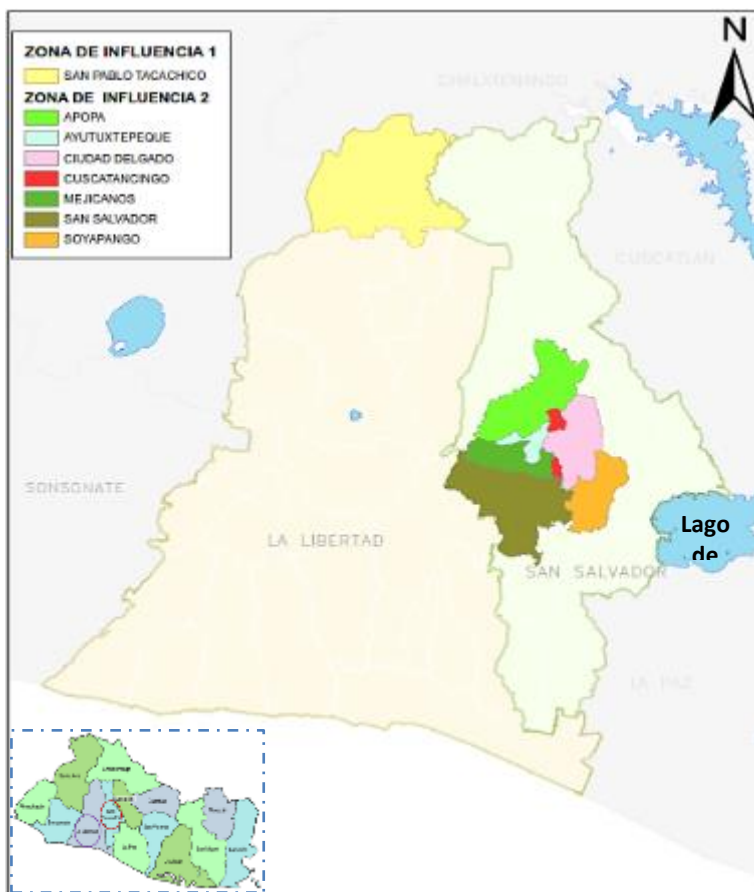 N
ZONA DE INFLUENCIA 1
SAN PABLO TACACHICO
ZONA DE INFLUENCIA 2
APOPA
AYUTUXTEPEQUE
CIUDAD DELGADO
CUSCATANCINGO
MEJICANOS
SAN SALVADOR
SOYAPANGO
CHALATENANGO
CUSCATLAN
SONSONATE
LA LIBERTAD
Lago
de
SAN SALVADOR
LA PAZ